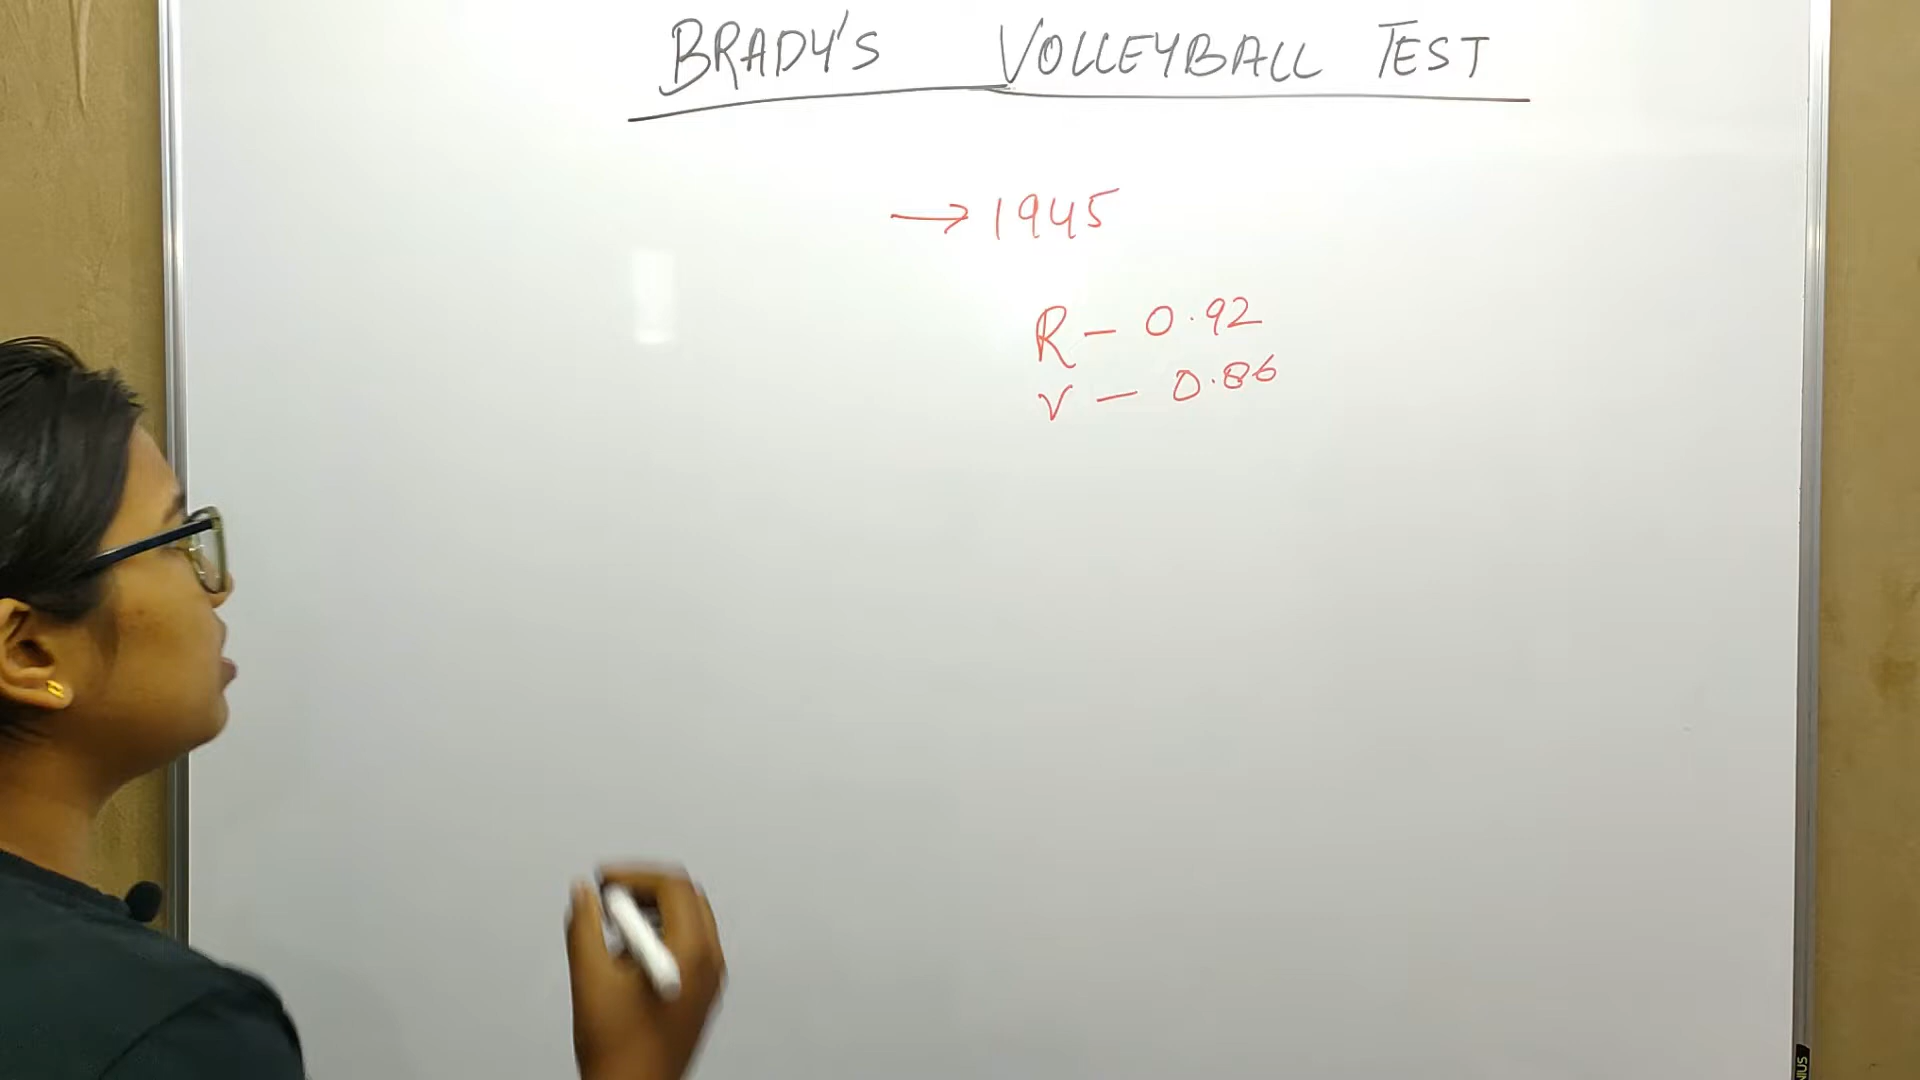 BRADY'S VOLLEYBALL TEST
→ 1945
R – 0.92
V – 0.86